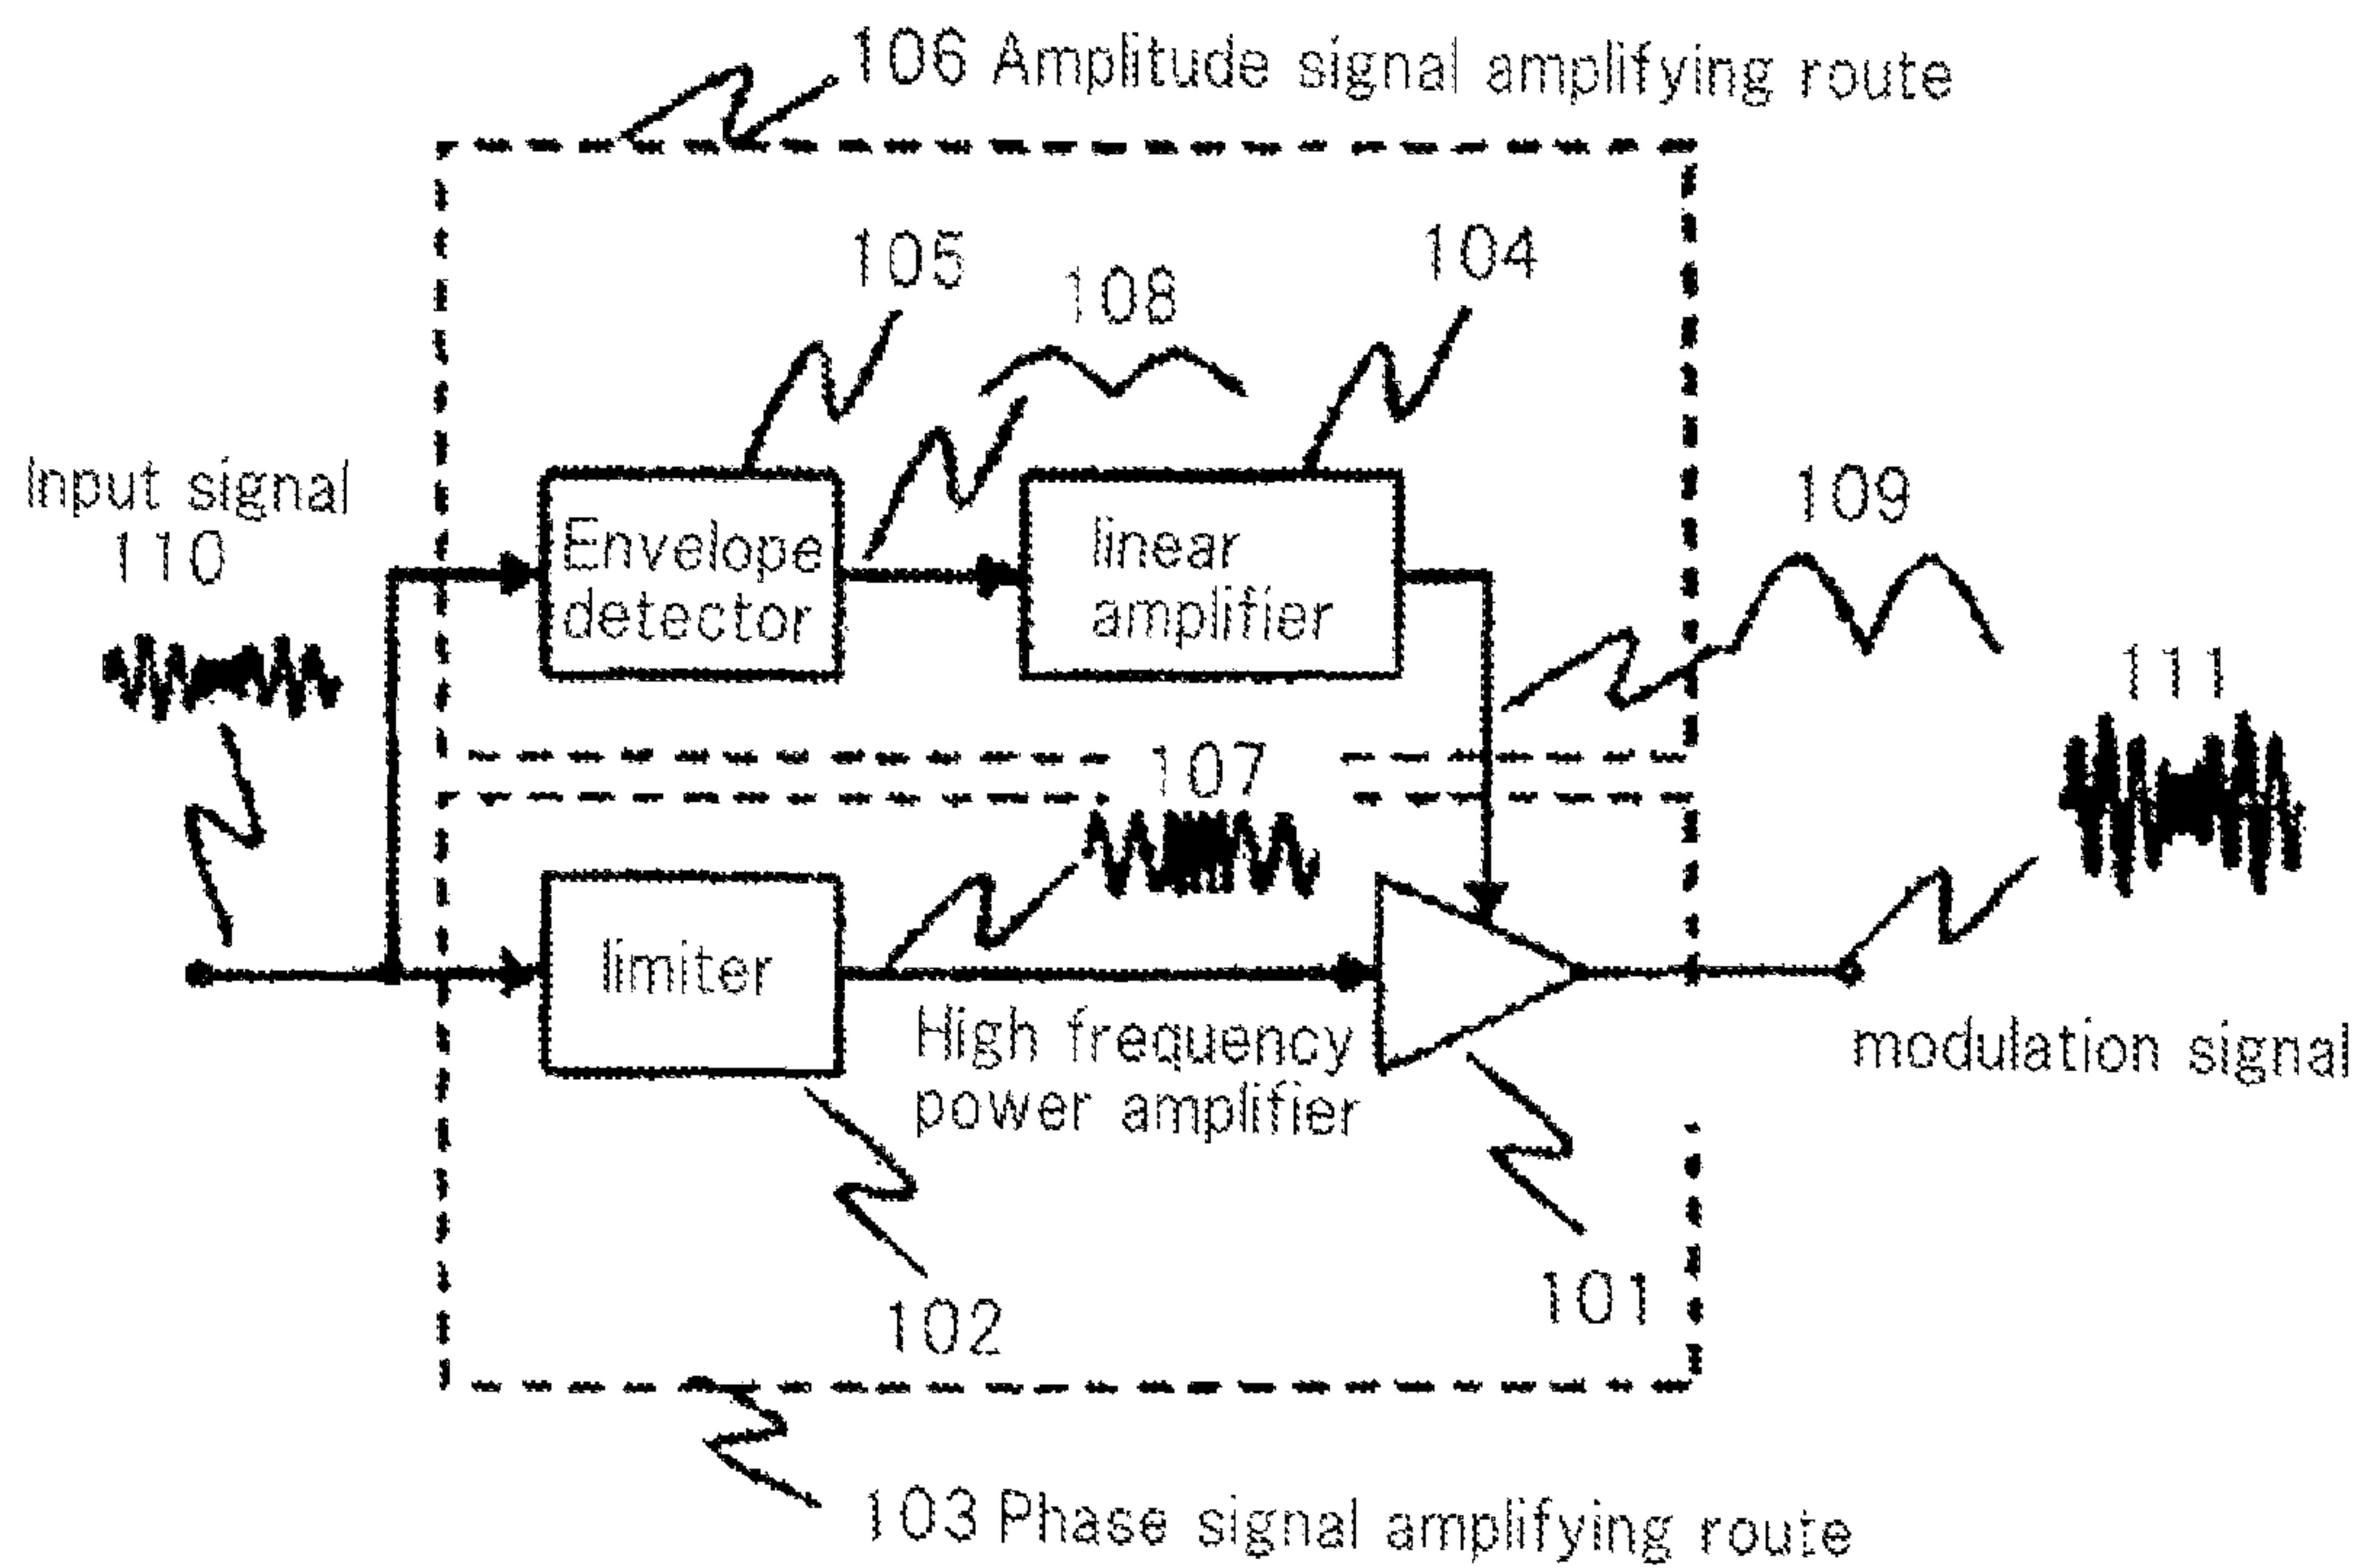 106 Amplitude signal amplifying route
105
108
104
Input signal
110
Envelope
detector
linear
amplifier
109
111
107
limiter
High frequency
power amplifier
modulation signal
102
101
103 Phase signal amplifying route